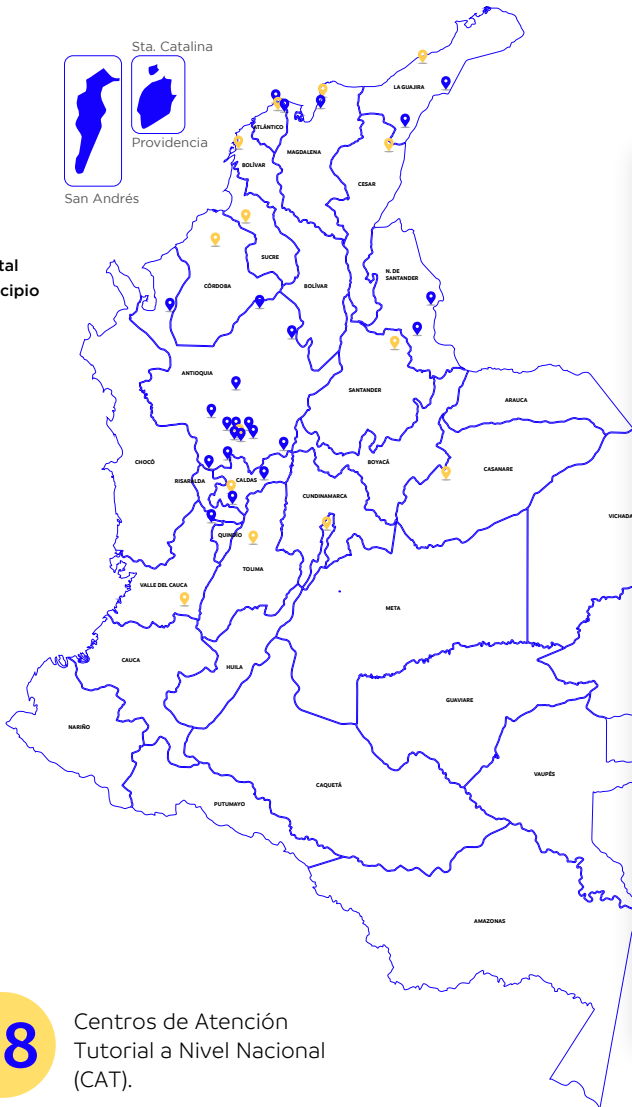 Sta. Catalina
Providencia
San Andrés
tal
cipio
LA GUAJIRA
ATLÁNTICO
MAGDALENA
BOLÍVAR
CESAR
SUCRE
N. DE
SANTANDER
CÓRDOBA
BOLÍVAR
ANTIOQUIA
SANTANDER
ARAUCA
CHOCÓ
BOYACÁ
CASANARE
RISARALDA
CALDAS
CUNDINAMARCA
VICHADA
QUINDIO
TOLIMA
VALLE DEL CAUCA
META
CAUCA
HUILA
GUAVIARE
NARIÑO
VAUPÉS
CAQUETÁ
PUTUMAYO
AMAZONAS
8
Centros de Atención
Tutorial a Nivel Nacional
(CAT).